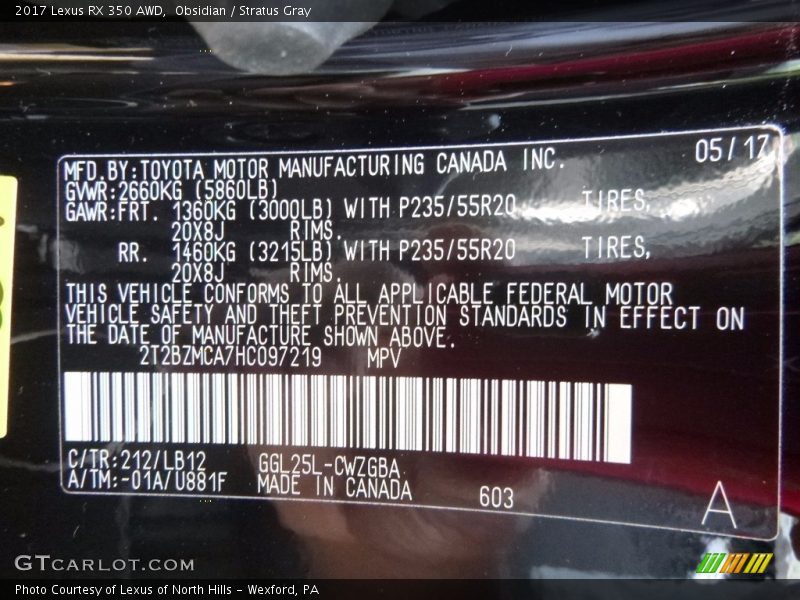 2017 Lexus RX 350 AWD,  Obsidian / Stratus Gray
05/17
MFD.BY:TOYOTA MOTOR MANUFACTURING CANADA INC.
GVWR:2660KG (5860LB)
GAWR:FRT. 1360KG (3000LB) WITH P235/55R20 TIRES,
20X8J RIMS.
RR. 1460KG (3215LB) WITH P235/55R20 TIRES,
20X8J RIMS.
THIS VEHICLE CONFORMS TO ALL APPLICABLE FEDERAL MOTOR
VEHICLE SAFETY AND THEFT PREVENTION STANDARDS IN EFFECT ON
THE DATE OF MANUFACTURE SHOWN ABOVE.
2T2BZMCA7HC097219 MPV
C/TR:212/LB12 GGL25L-CWZGBA
A/TM:-01A/U881F MADE IN CANADA 603
A
GTCARLOT.COM
Photo Courtesy of Lexus of North Hills – Wexford, PA